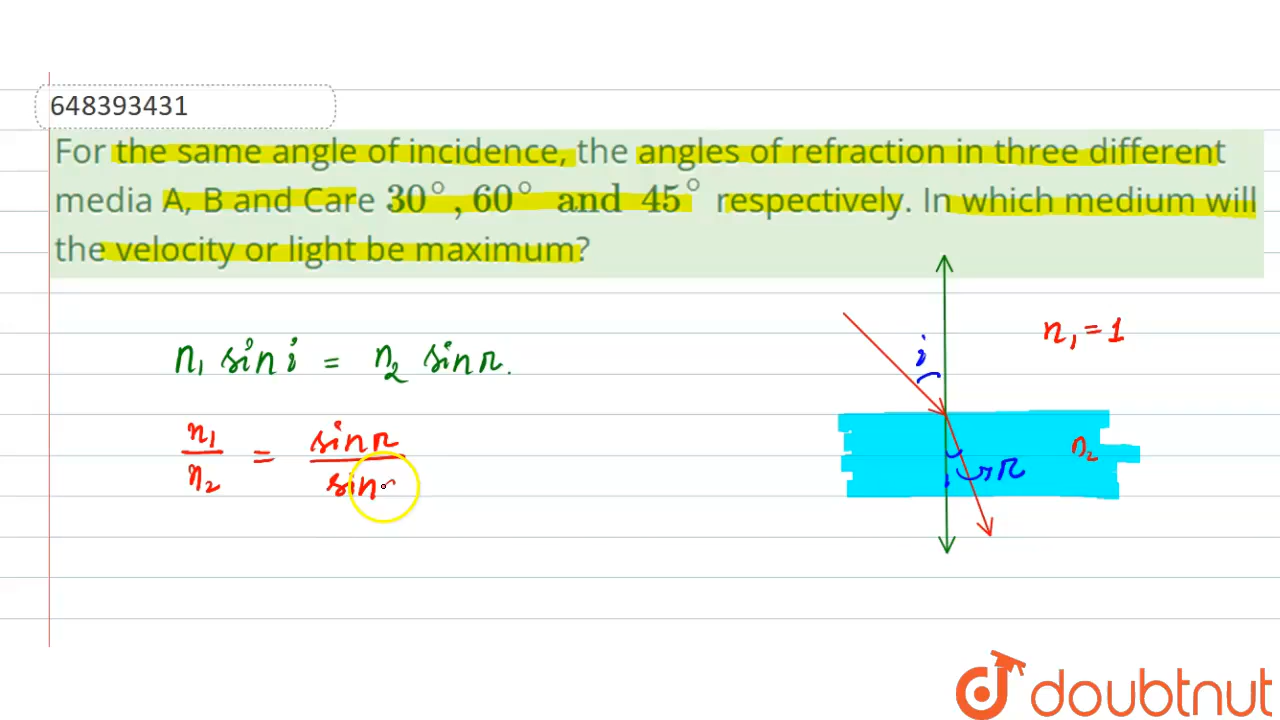 648393431
For the same angle of incidence, the angles of refraction in three different
media A, B and Care 30°, 60° and 45° respectively. In which medium will
the velocity or light be maximum?
n₁ = 1
i
n₁ sin i = n₂ sin r.
n₁/n₂ = sin r / sin
n₂
r
doubtnut